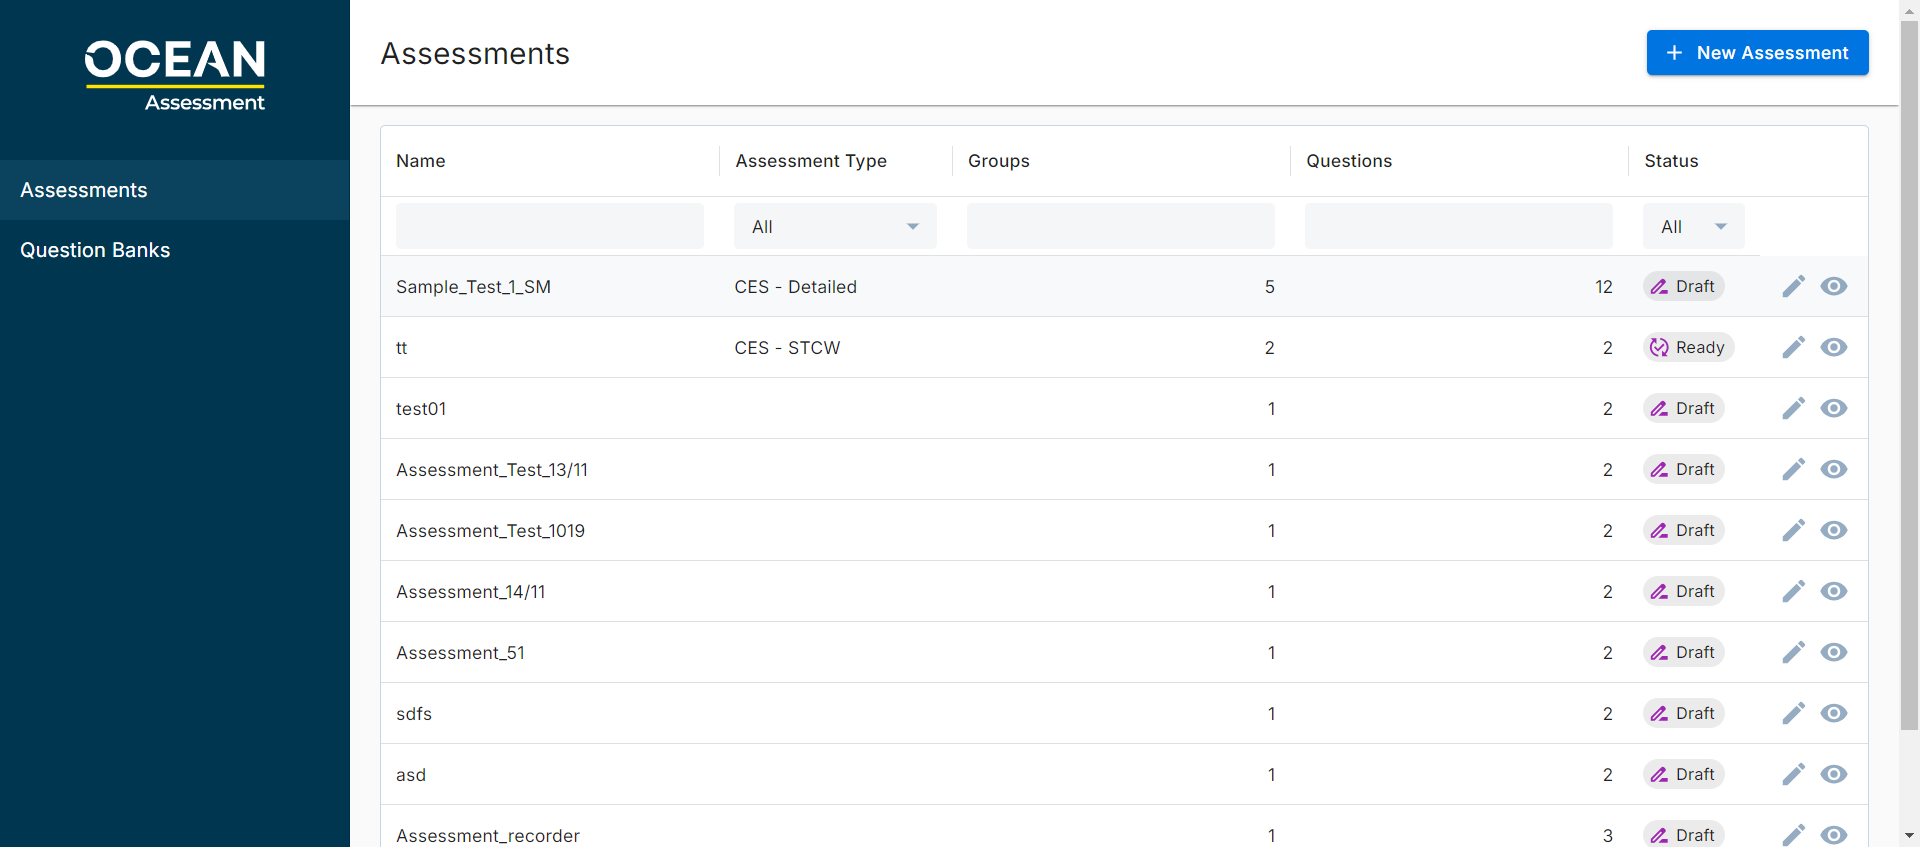 OCEAN
Assessment
Assessments
Question Banks
Assessments
+ New Assessment
Name Assessment Type Groups Questions Status
All All
Sample_Test_1_SM CES - Detailed 5 12 Draft
tt CES - STCW 2 2 Ready
test01 1 2 Draft
Assessment_Test_13/11 1 2 Draft
Assessment_Test_1019 1 2 Draft
Assessment_14/11 1 2 Draft
Assessment_51 1 2 Draft
sdfs 1 2 Draft
asd 1 2 Draft
Assessment_recorder 1 3 Draft